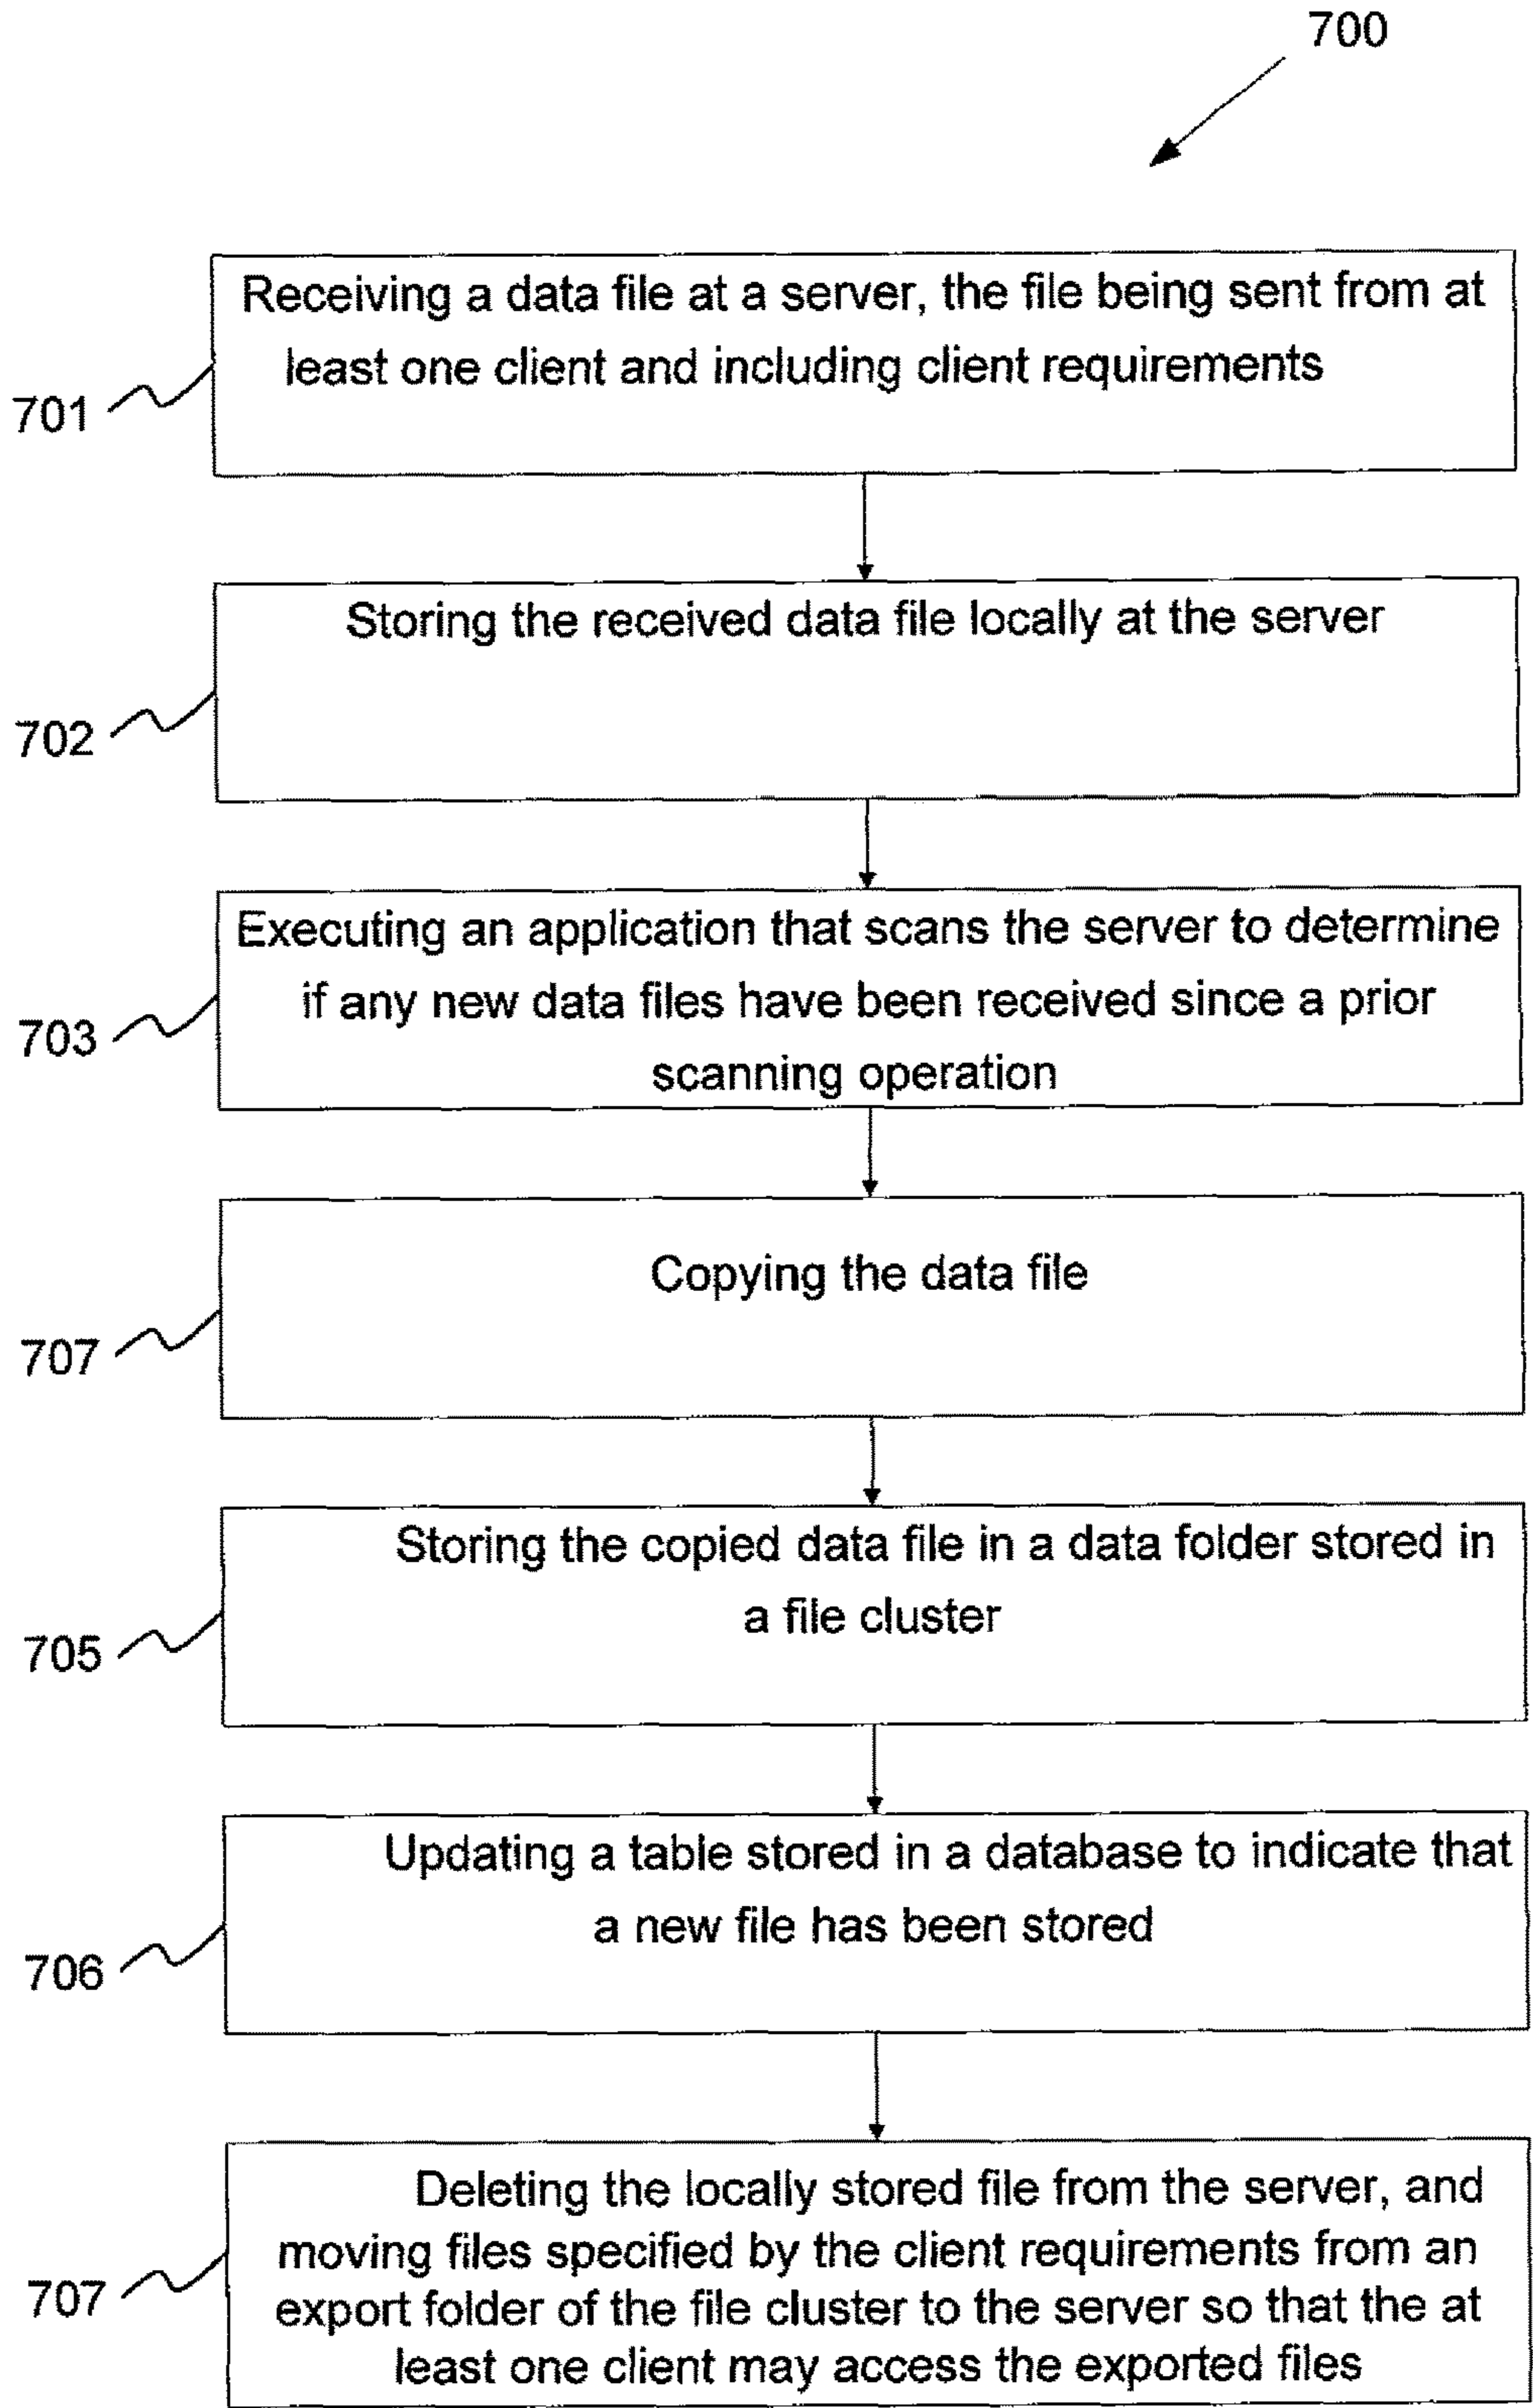 700
Receiving a data file at a server, the file being sent from at
least one client and including client requirements
701
Storing the received data file locally at the server
702
Executing an application that scans the server to determine
if any new data files have been received since a prior
scanning operation
703
Copying the data file
707
Storing the copied data file in a data folder stored in
a file cluster
705
Updating a table stored in a database to indicate that
a new file has been stored
706
Deleting the locally stored file from the server, and
moving files specified by the client requirements from an
export folder of the file cluster to the server so that the at
least one client may access the exported files
707